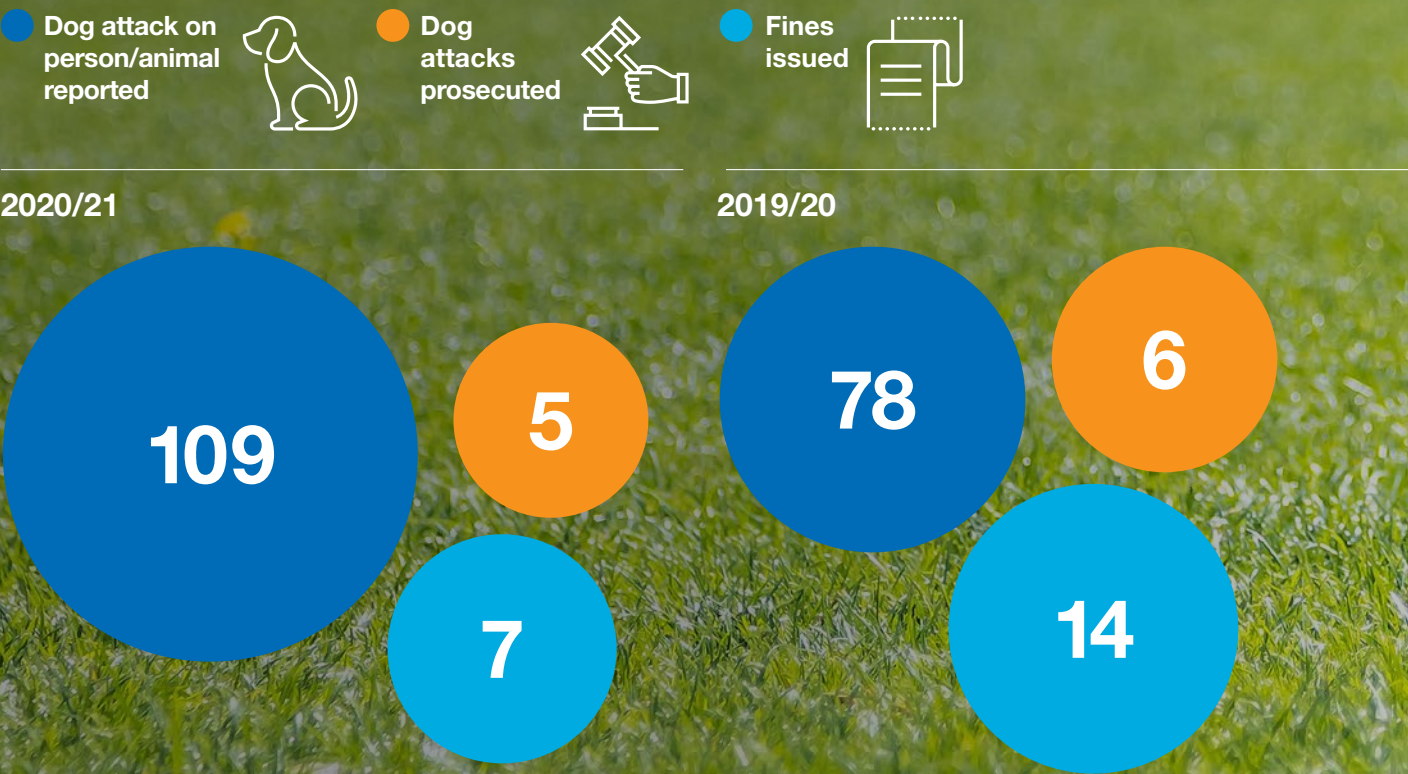 Dog attack on
person/animal
reported
Dog
attacks
prosecuted
Fines
issued
2020/21
109
5
7
2019/20
78
6
14